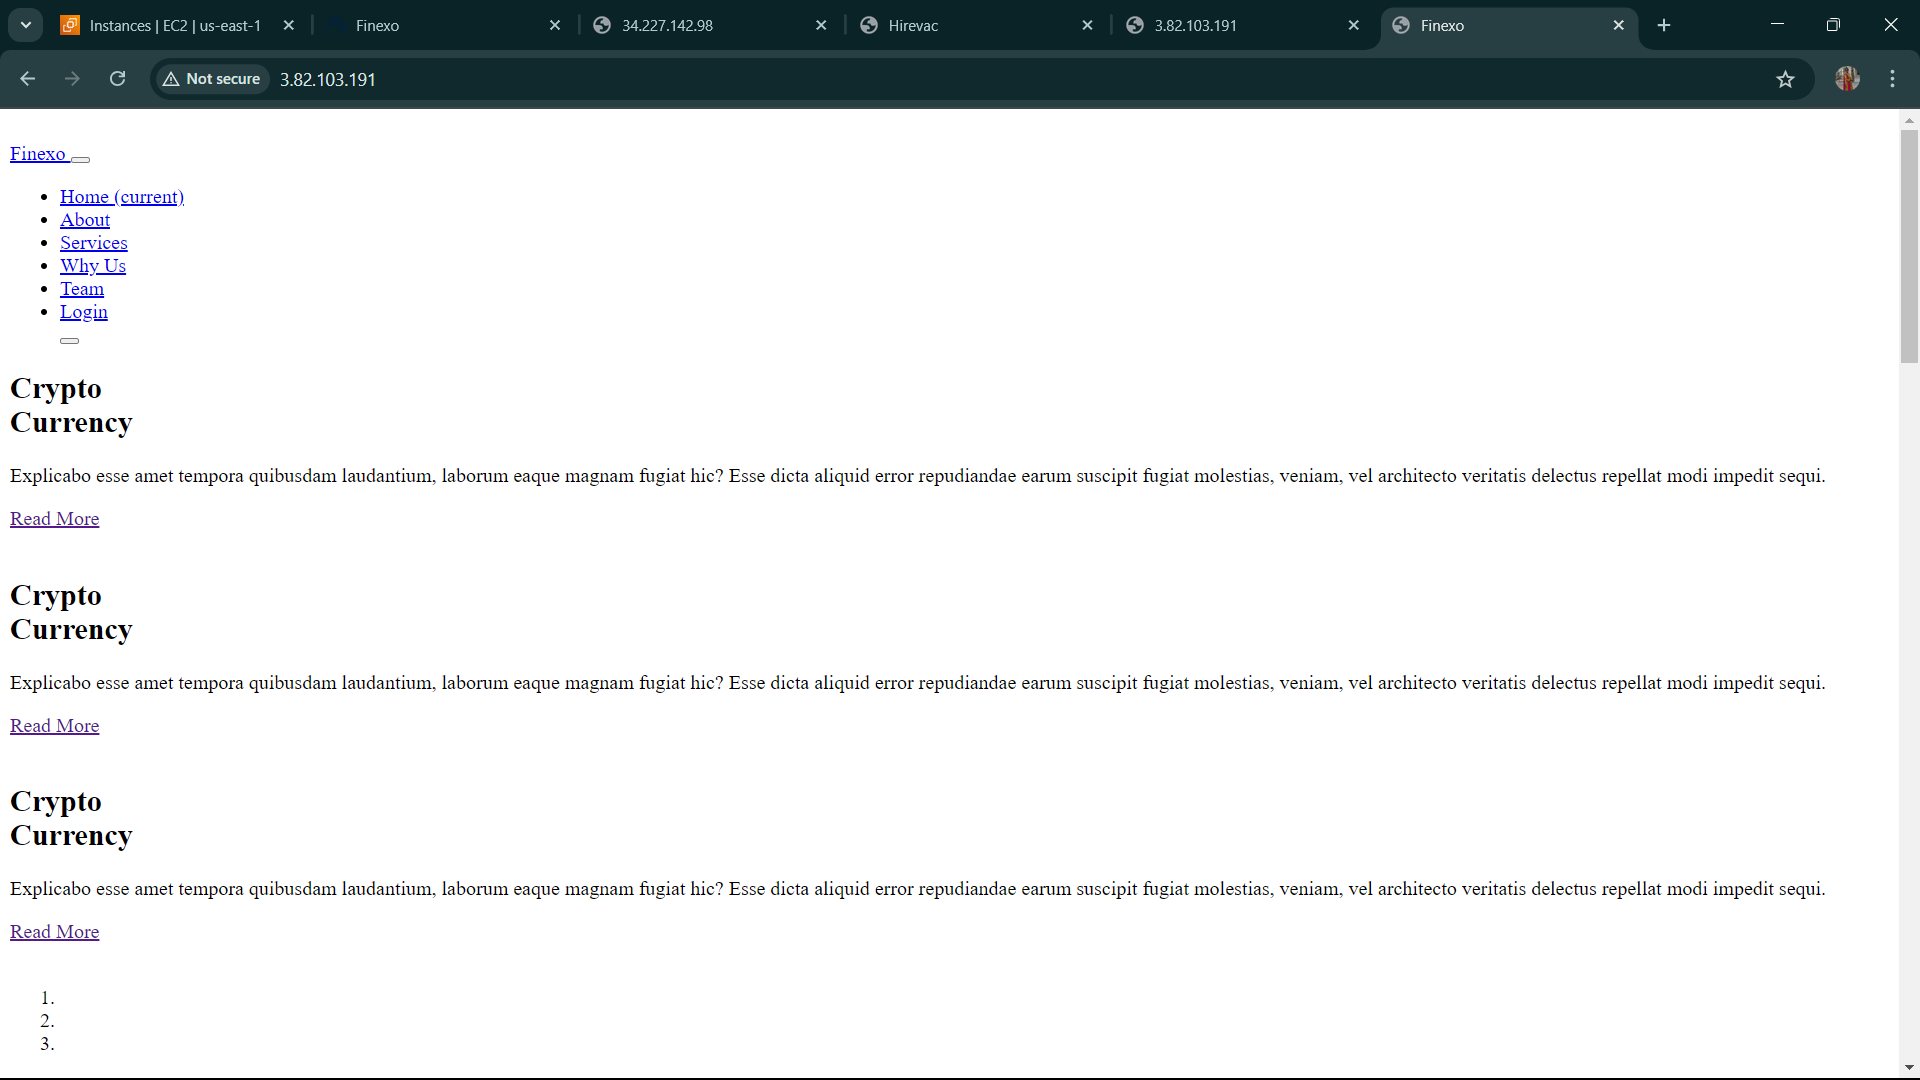 Instances | EC2 | us-east-1
Finexo
34.227.142.98
Hirevac
3.82.103.191
Finexo
Not secure
3.82.103.191
Finexo
Home (current)
About
Services
Why Us
Team
Login
Crypto
Currency
Explicabo esse amet tempora quibusdam laudantium, laborum eaque magnam fugiat hic? Esse dicta aliquid error repudiandae earum suscipit fugiat molestias, veniam, vel architecto veritatis delectus repellat modi impedit sequi.
Read More
Crypto
Currency
Explicabo esse amet tempora quibusdam laudantium, laborum eaque magnam fugiat hic? Esse dicta aliquid error repudiandae earum suscipit fugiat molestias, veniam, vel architecto veritatis delectus repellat modi impedit sequi.
Read More
Crypto
Currency
Explicabo esse amet tempora quibusdam laudantium, laborum eaque magnam fugiat hic? Esse dicta aliquid error repudiandae earum suscipit fugiat molestias, veniam, vel architecto veritatis delectus repellat modi impedit sequi.
Read More
1.
2.
3.